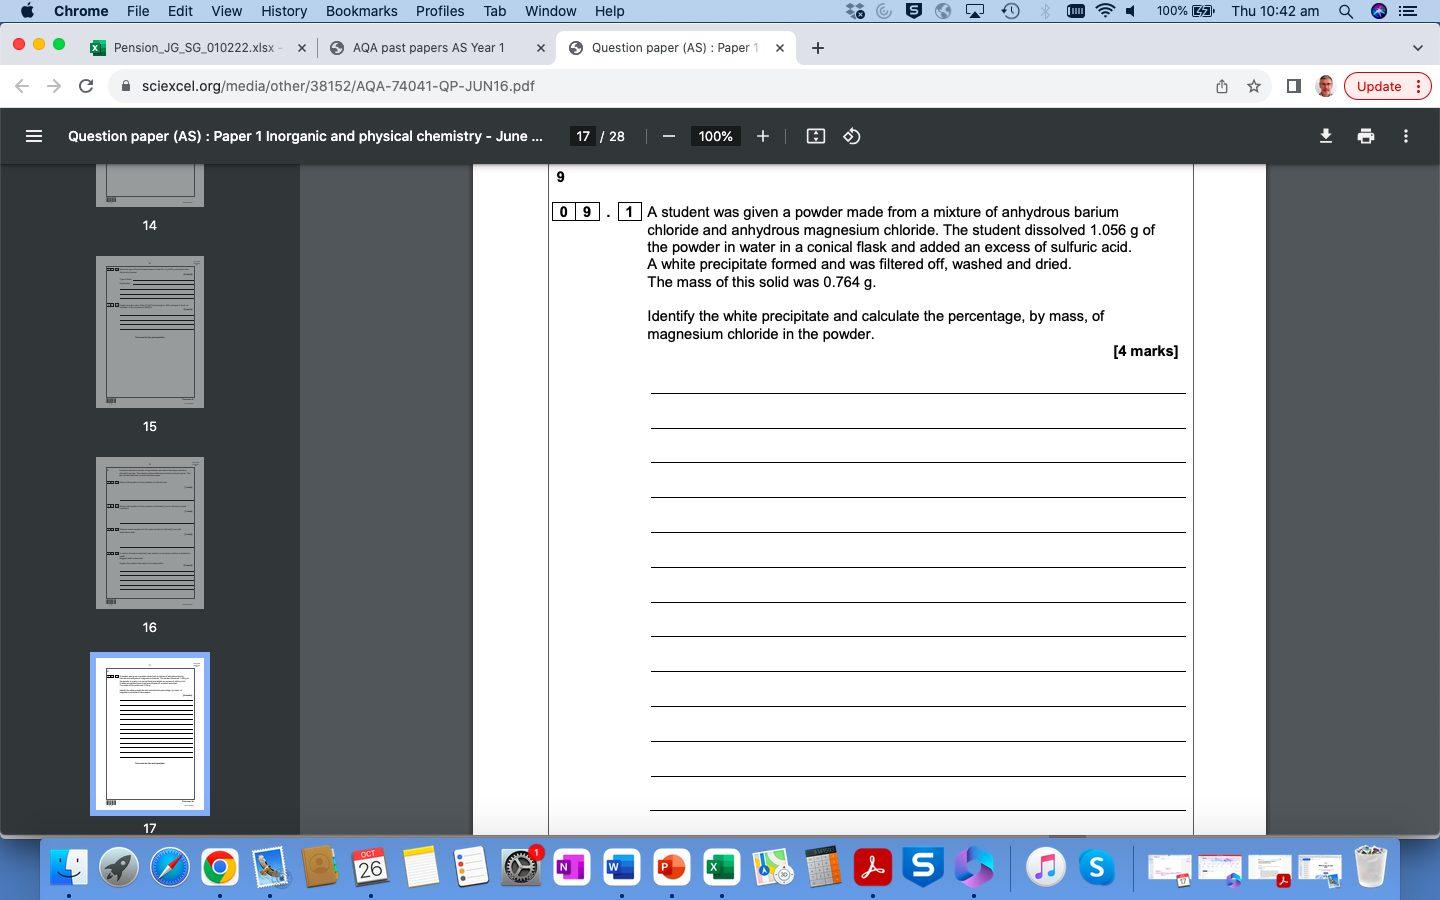 Chrome File Edit View History Bookmarks Profiles Tab Window Help 100% Thu 10:42 am
Pension_JG_SG_010222.xlsx -
AQA past papers AS Year 1
Question paper (AS) : Paper 1
sciexcel.org/media/other/38152/AQA-74041-QP-JUN16.pdf
Update
Question paper (AS) : Paper 1 Inorganic and physical chemistry - June ...
17 / 28
100%
14
15
16
17
9
0 9 . 1 A student was given a powder made from a mixture of anhydrous barium
chloride and anhydrous magnesium chloride. The student dissolved 1.056 g of
the powder in water in a conical flask and added an excess of sulfuric acid.
A white precipitate formed and was filtered off, washed and dried.
The mass of this solid was 0.764 g.
Identify the white precipitate and calculate the percentage, by mass, of
magnesium chloride in the powder.
[4 marks]
OCT
26
1
N
W
P
X
3D
S
S
17